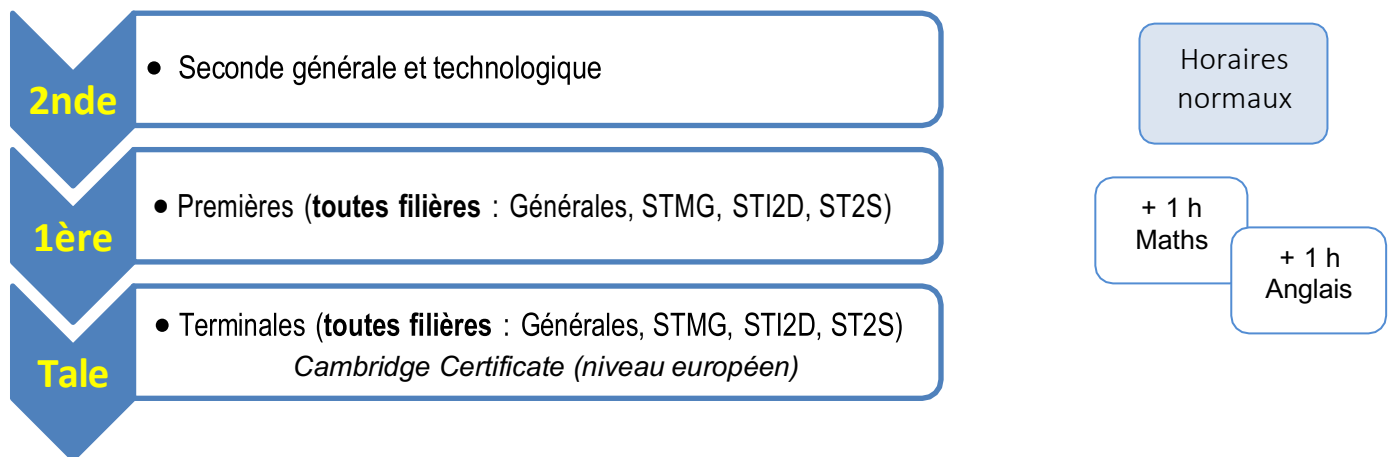 2nde
• Seconde générale et technologique
Horaires
normaux
1ère
• Premières (toutes filières : Générales, STMG, STI2D, ST2S)
+ 1 h
Maths
+ 1 h
Anglais
Tale
• Terminales (toutes filières : Générales, STMG, STI2D, ST2S)
Cambridge Certificate (niveau européen)